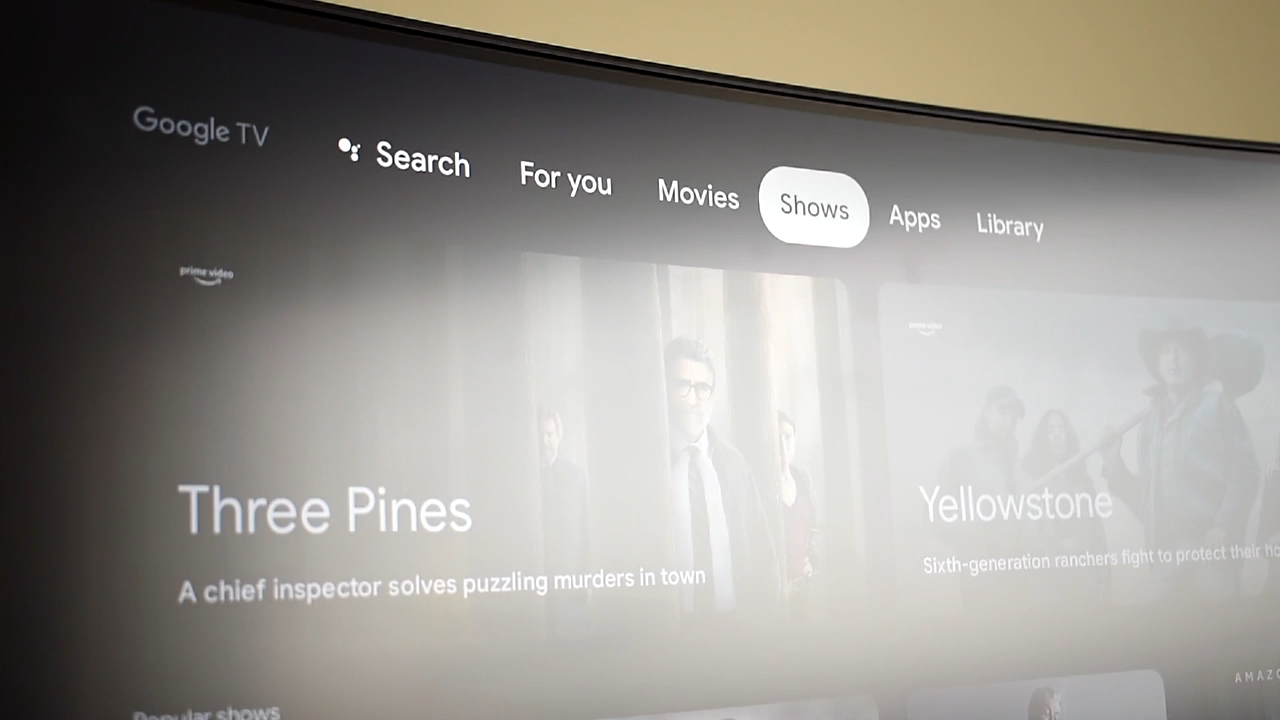 Google TV
Search
For you
Movies
Shows
Apps
Library
prime video
prime video
Three Pines
A chief inspector solves puzzling murders in town
Yellowstone
Sixth-generation ranchers fight to protect their
Popular shows